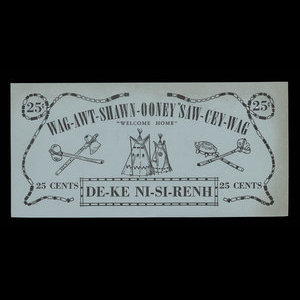 25¢ 25¢
WAG-AWT-SHAWN-OONEY "SAW-CEY-WAG
"WELCOME HOME"
25 CENTS 25 CENTS
DE-KE NI-SI-RENH